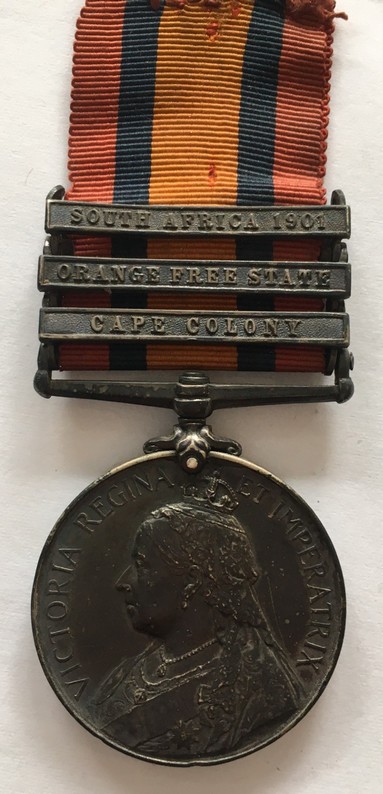 SOUTH AFRICA 1901
ORANGE FREE STATE
CAPE COLONY
VICTORIA REGINA ET IMPERATRIX